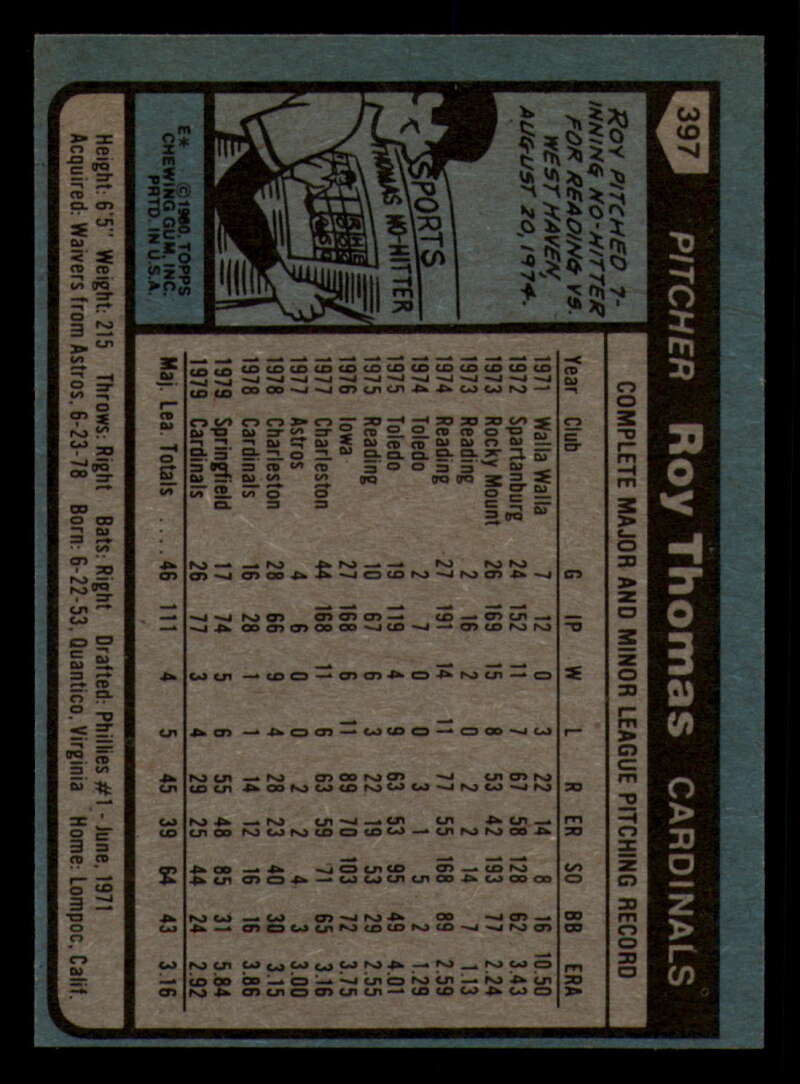 397
PITCHER Roy Thomas CARDINALS
ROY PITCHED 7-
INNING NO-HITTER
FOR READING VS.
WEST HAVEN,
AUGUST 20, 1974.
SPORTS
THOMAS NO-HITTER
RHE
E* © 1980 TOPPS
CHEWING GUM, INC.
PRTD. IN U.S.A.
COMPLETE MAJOR AND MINOR LEAGUE PITCHING RECORD
Year Club G IP W L R ER SO BB ERA
1971 Walla Walla 7 12 0 3 22 14 8 16 10.50
1972 Spartanburg 24 152 11 7 67 58 128 62 3.43
1973 Rocky Mount 26 169 15 8 53 42 193 77 2.24
1973 Reading 2 16 2 0 2 2 14 7 1.13
1974 Reading 27 191 14 11 77 55 168 89 2.59
1974 Toledo 2 7 0 0 3 1 5 2 1.29
1975 Toledo 19 119 4 9 63 53 95 49 4.01
1975 Reading 10 67 6 3 22 19 53 29 2.55
1976 Iowa 27 168 6 11 89 70 103 72 3.75
1977 Charleston 44 168 11 6 63 59 71 65 3.16
1977 Astros 4 6 0 0 2 2 4 3 3.00
1978 Charleston 28 66 9 4 28 23 40 30 3.15
1978 Cardinals 16 28 1 1 14 12 16 16 3.86
1979 Springfield 17 74 5 6 55 48 85 31 5.84
1979 Cardinals 26 77 3 4 29 25 44 24 2.92
Maj. Lea. Totals .... 46 111 4 5 45 39 64 43 3.16
Height: 6'5" Weight: 215 Throws: Right Bats: Right Drafted: Phillies #1 - June, 1971
Acquired: Waivers from Astros, 6-23-78 Born: 6-22-53, Quantico, Virginia Home: Lompoc, Calif.